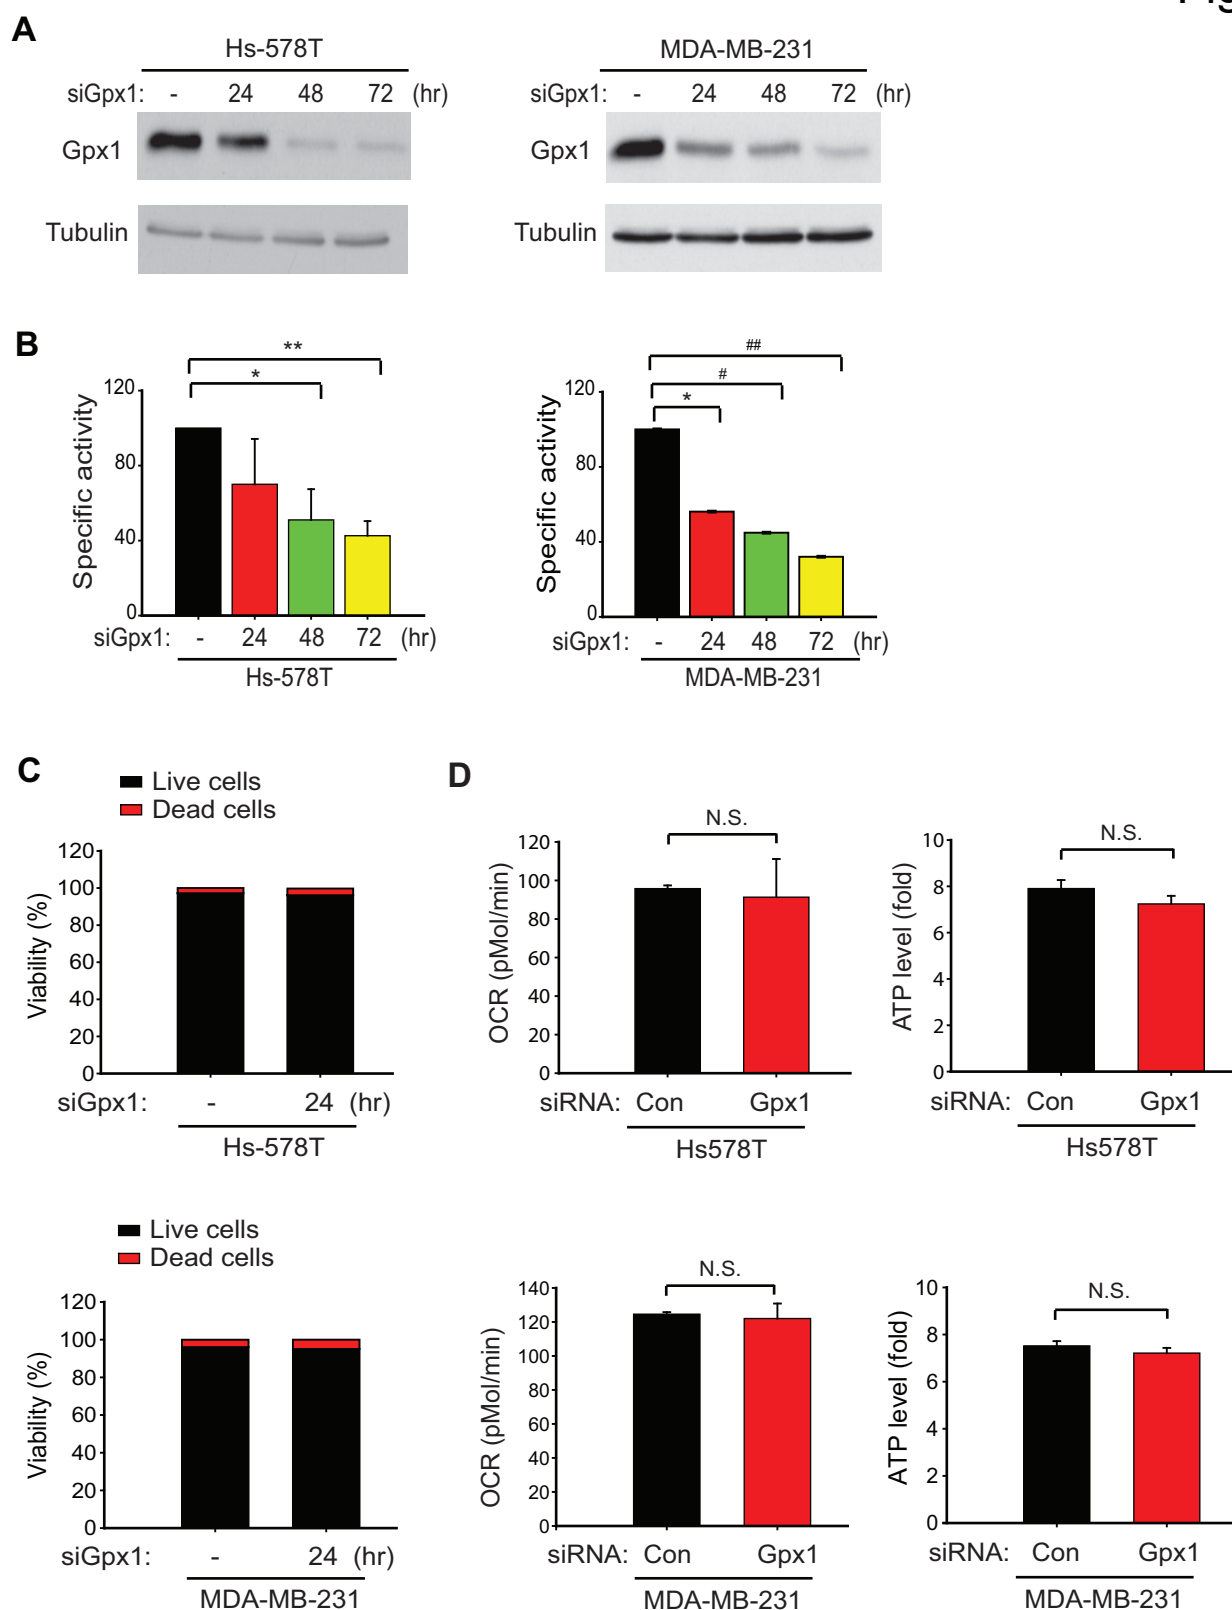 A
Hs-578T
siGpx1: - 24 48 72 (hr)
Gpx1
Tubulin
MDA-MB-231
siGpx1: - 24 48 72 (hr)
Gpx1
Tubulin
B
**
*
120
80
40
0
Specific activity
siGpx1: - 24 48 72 (hr)
Hs-578T
##
#
*
120
80
40
0
Specific activity
siGpx1: - 24 48 72 (hr)
MDA-MB-231
C
Live cells
Dead cells
120
100
80
60
40
20
0
Viability (%)
siGpx1: - 24 (hr)
Hs-578T
Live cells
Dead cells
120
100
80
60
40
20
0
Viability (%)
siGpx1: - 24 (hr)
MDA-MB-231
D
N.S.
120
100
80
60
40
20
0
OCR (pMol/min)
siRNA: Con Gpx1
Hs578T
N.S.
10
8
6
4
2
0
ATP level (fold)
siRNA: Con Gpx1
Hs578T
N.S.
140
120
100
80
60
40
20
0
OCR (pMol/min)
siRNA: Con Gpx1
MDA-MB-231
N.S.
10
8
6
4
2
0
ATP level (fold)
siRNA: Con Gpx1
MDA-MB-231